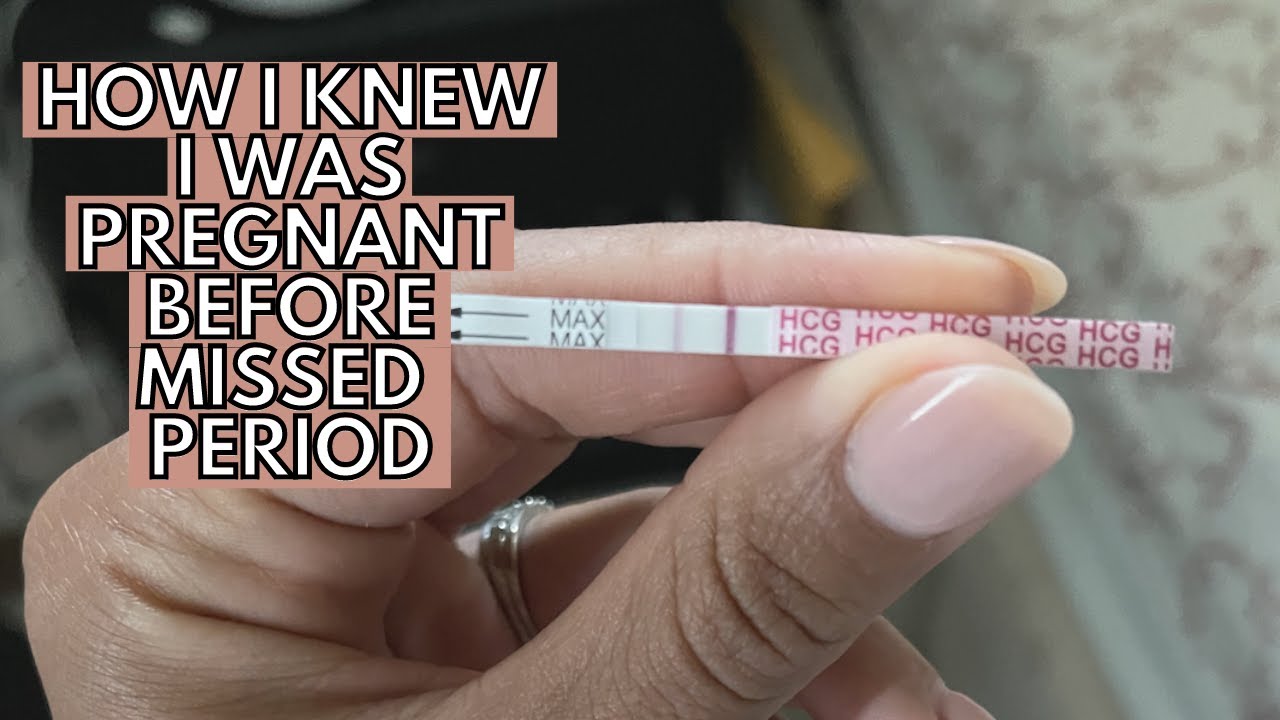 HOW I KNEW
I WAS
PREGNANT
BEFORE
MISSED
PERIOD
MAX
MAX
MAX
HCG HCG HCG HCG HCG H
HCG HCG HCG HCG HCG